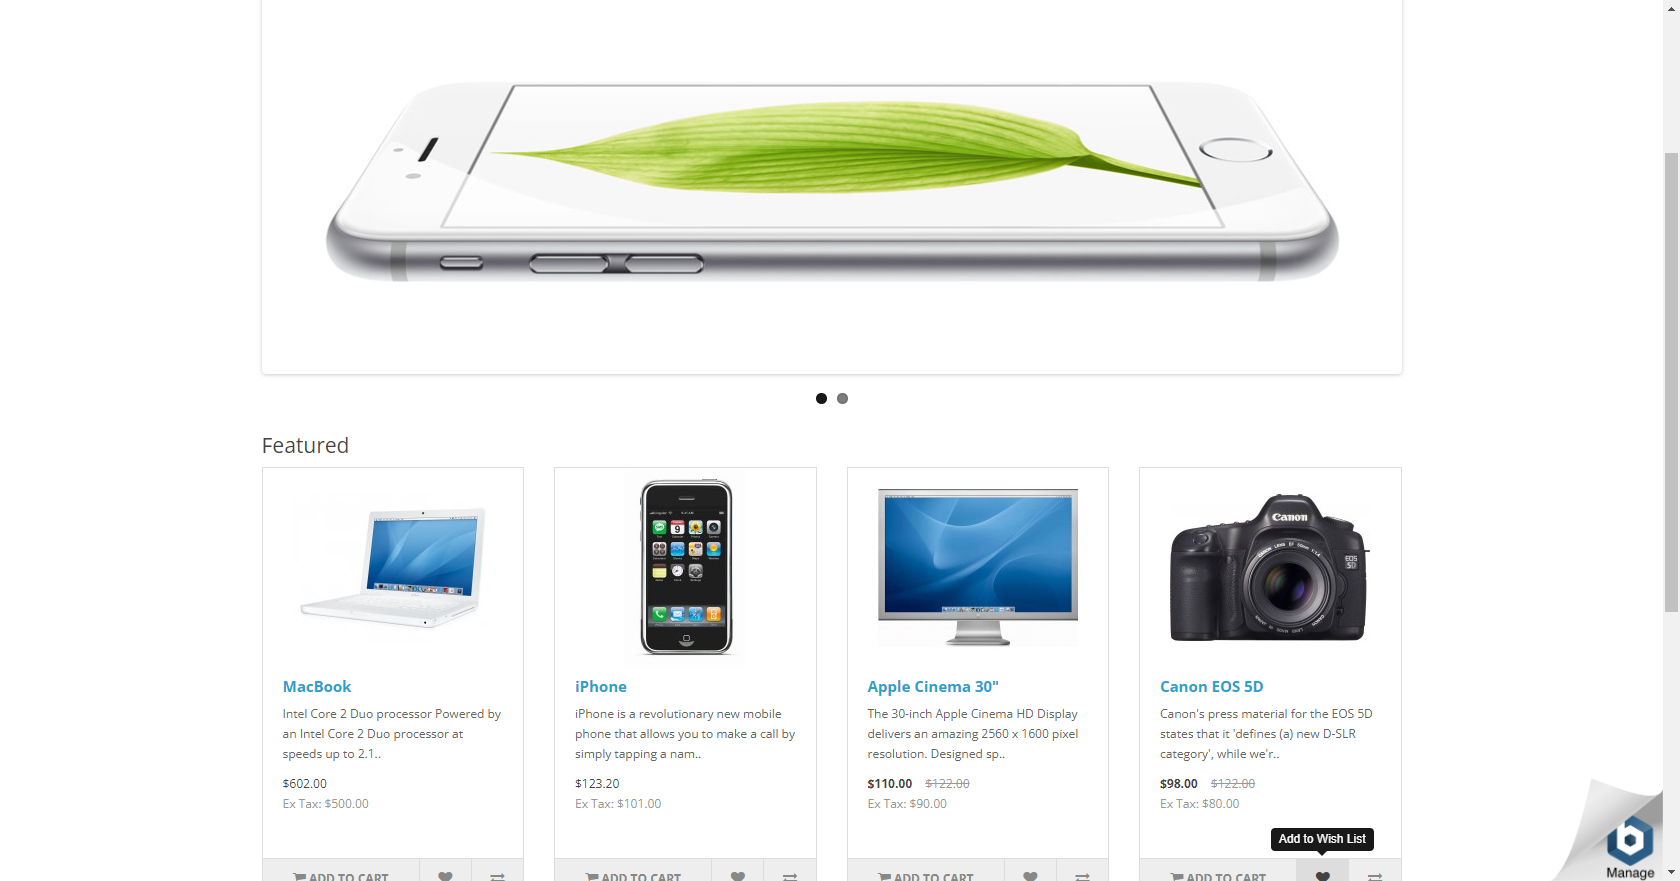 Featured
MacBook
Intel Core 2 Duo processor Powered by
an Intel Core 2 Duo processor at
speeds up to 2.1..
$602.00
Ex Tax: $500.00
ADD TO CART
iPhone
iPhone is a revolutionary new mobile
phone that allows you to make a call by
simply tapping a nam..
$123.20
Ex Tax: $101.00
ADD TO CART
Apple Cinema 30"
The 30-inch Apple Cinema HD Display
delivers an amazing 2560 x 1600 pixel
resolution. Designed sp..
$110.00 $122.00
Ex Tax: $90.00
ADD TO CART
Canon
EOS
5D
Canon EOS 5D
Canon's press material for the EOS 5D
states that it 'defines (a) new D-SLR
category', while we'r..
$98.00 $122.00
Ex Tax: $80.00
Add to Wish List
ADD TO CART
b
Manage